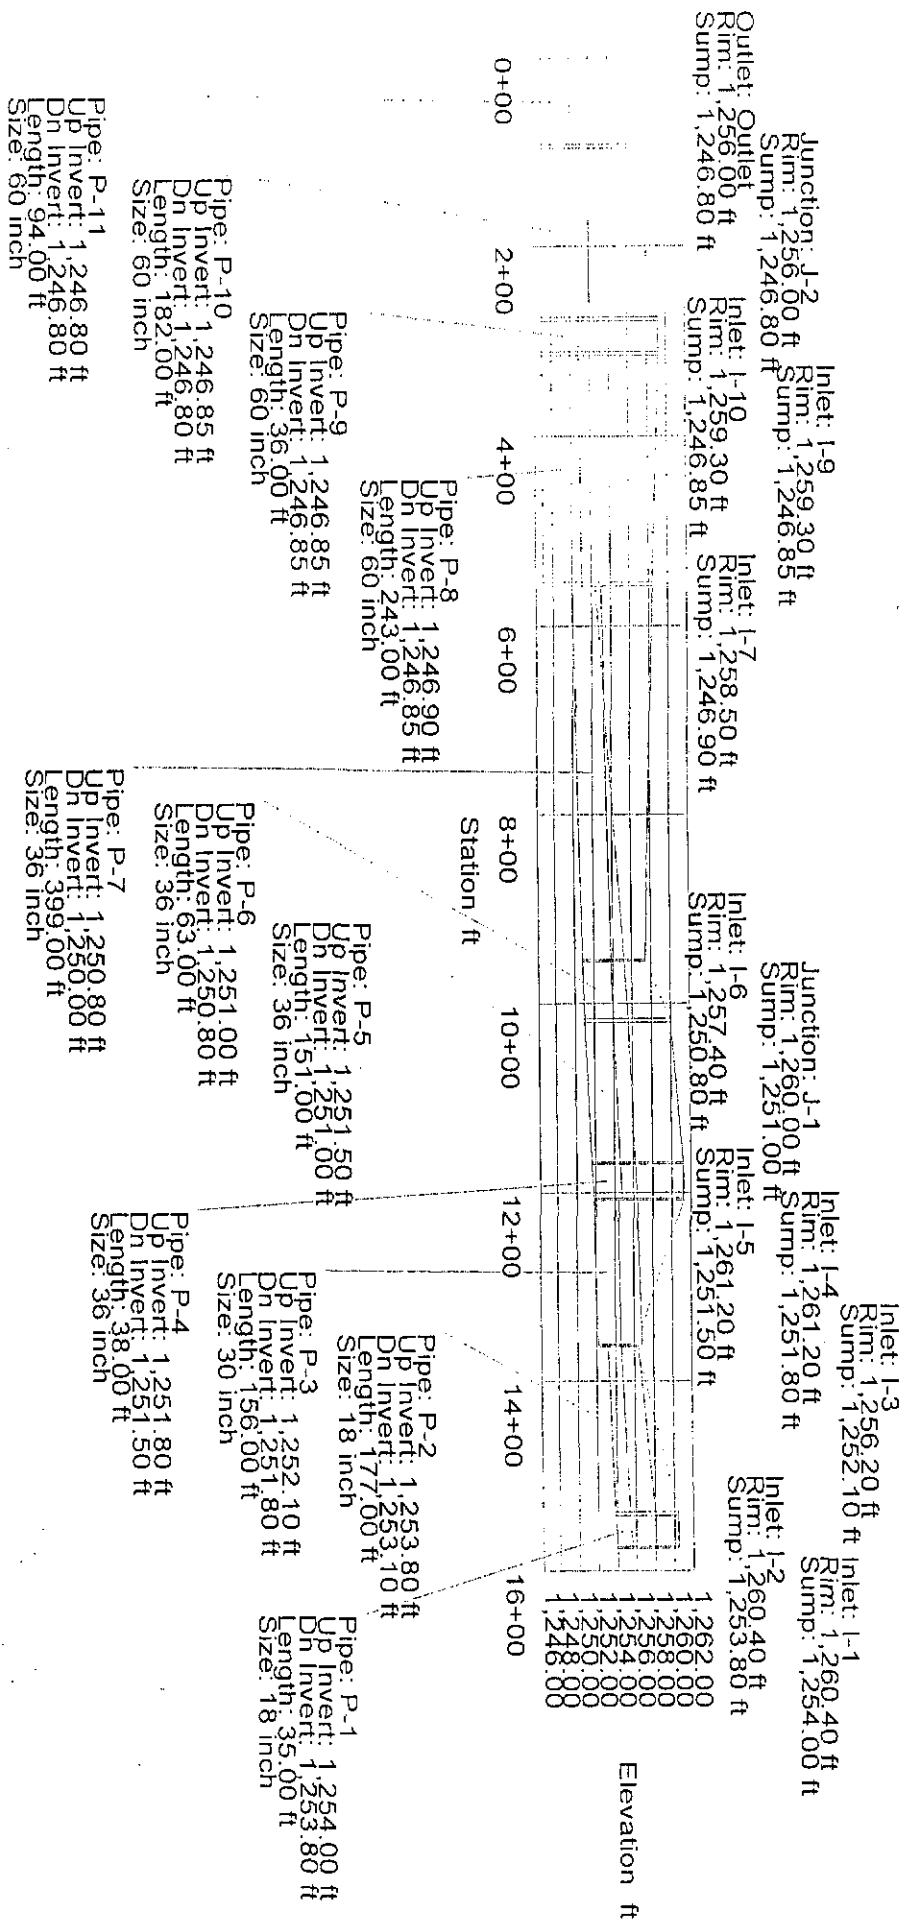 Outlet: Outlet
Rim: 1,256.00 ft
Sump: 1,246.80 ft
Junction: J-2
Rim: 1,256.00 ft
Sump: 1,246.80 ft
Inlet: I-10
Rim: 1,259.30 ft
Sump: 1,246.85 ft
Inlet: I-9
Rim: 1,259.30 ft
Sump: 1,246.85 ft
Inlet: I-7
Rim: 1,258.50 ft
Sump: 1,246.90 ft
Inlet: I-6
Rim: 1,257.40 ft
Sump: 1,250.80 ft
Junction: J-1
Rim: 1,260.00 ft
Sump: 1,251.00 ft
Inlet: I-5
Rim: 1,261.20 ft
Sump: 1,251.50 ft
Inlet: I-4
Rim: 1,261.20 ft
Sump: 1,251.80 ft
Inlet: I-3
Rim: 1,256.20 ft
Sump: 1,252.10 ft
Inlet: I-2
Rim: 1,260.40 ft
Sump: 1,253.80 ft
Inlet: I-1
Rim: 1,260.40 ft
Sump: 1,254.00 ft
1,262.00
1,260.00
1,258.00
1,256.00
1,254.00
1,252.00
1,250.00
1,248.00
1,246.00
Elevation ft
0+00
2+00
4+00
6+00
8+00
10+00
12+00
14+00
16+00
Station ft
Pipe: P-11
Up Invert: 1,246.80 ft
Dn Invert: 1,246.80 ft
Length: 94.00 ft
Size: 60 inch
Pipe: P-10
Up Invert: 1,246.85 ft
Dn Invert: 1,246.80 ft
Length: 182.00 ft
Size: 60 inch
Pipe: P-9
Up Invert: 1,246.85 ft
Dn Invert: 1,246.85 ft
Length: 36.00 ft
Size: 60 inch
Pipe: P-8
Up Invert: 1,246.90 ft
Dn Invert: 1,246.85 ft
Length: 243.00 ft
Size: 60 inch
Pipe: P-7
Up Invert: 1,250.80 ft
Dn Invert: 1,250.00 ft
Length: 399.00 ft
Size: 36 inch
Pipe: P-6
Up Invert: 1,251.00 ft
Dn Invert: 1,250.80 ft
Length: 63.00 ft
Size: 36 inch
Pipe: P-5
Up Invert: 1,251.50 ft
Dn Invert: 1,251.00 ft
Length: 151.00 ft
Size: 36 inch
Pipe: P-4
Up Invert: 1,251.80 ft
Dn Invert: 1,251.50 ft
Length: 38.00 ft
Size: 36 inch
Pipe: P-3
Up Invert: 1,252.10 ft
Dn Invert: 1,251.80 ft
Length: 156.00 ft
Size: 30 inch
Pipe: P-2
Up Invert: 1,253.80 ft
Dn Invert: 1,253.10 ft
Length: 177.00 ft
Size: 18 inch
Pipe: P-1
Up Invert: 1,254.00 ft
Dn Invert: 1,253.80 ft
Length: 35.00 ft
Size: 18 inch